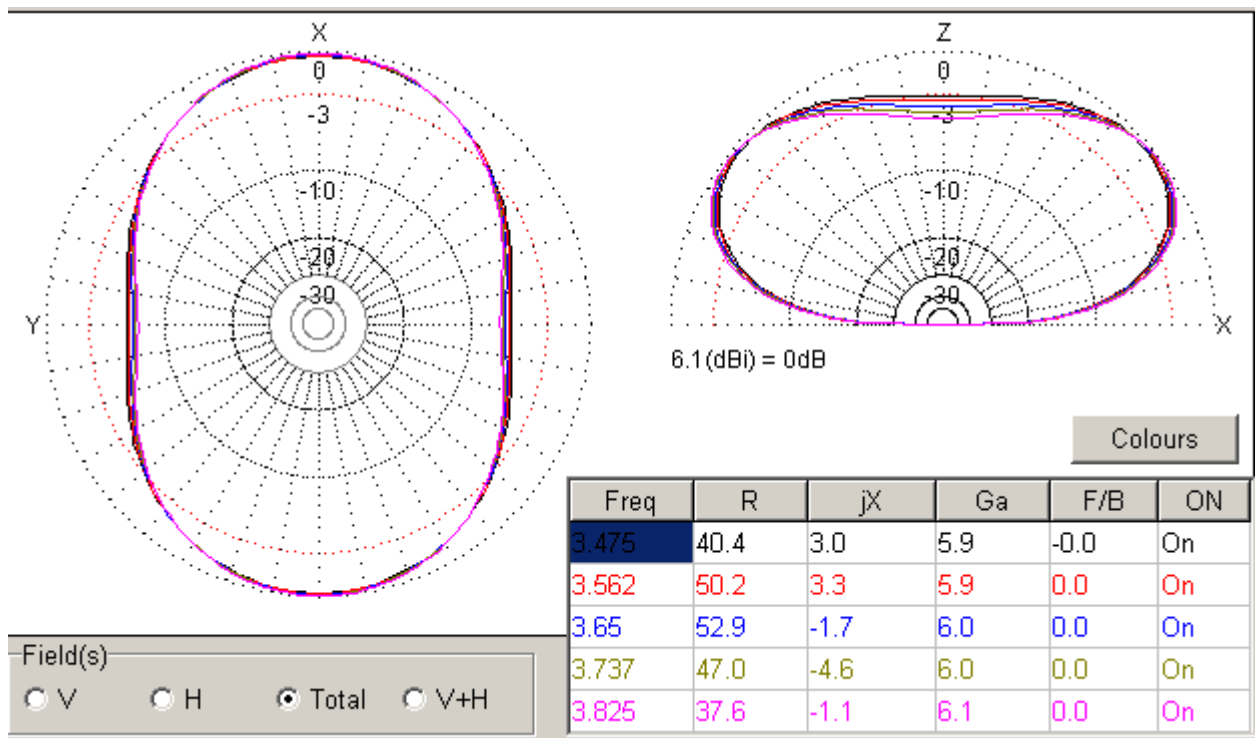 X
0
-3
-10
-20
-30
Y
Z
0
-3
-10
-20
-30
X
6.1(dBi) = 0dB
Colours
Freq R jX Ga F/B ON
3.475 40.4 3.0 5.9 -0.0 On
3.562 50.2 3.3 5.9 0.0 On
3.65 52.9 -1.7 6.0 0.0 On
3.737 47.0 -4.6 6.0 0.0 On
3.825 37.6 -1.1 6.1 0.0 On
Field(s)
V H Total V+H